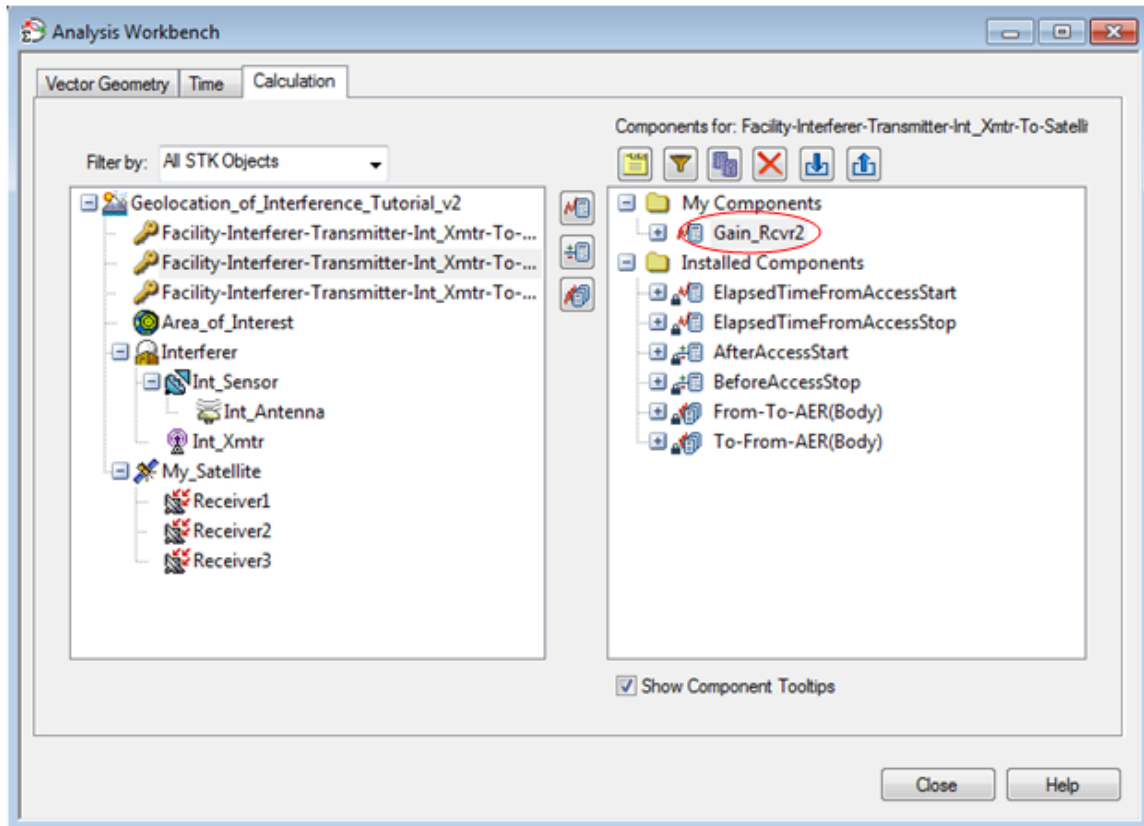 Analysis Workbench
Vector Geometry Time Calculation
Components for: Facility-Interferer-Transmitter-Int_Xmtr-To-Satelli
Filter by: All STK Objects
Geolocation_of_Interference_Tutorial_v2
Facility-Interferer-Transmitter-Int_Xmtr-To-...
Facility-Interferer-Transmitter-Int_Xmtr-To-...
Facility-Interferer-Transmitter-Int_Xmtr-To-...
Area_of_Interest
Interferer
Int_Sensor
Int_Antenna
Int_Xmtr
My_Satellite
Receiver1
Receiver2
Receiver3
My Components
Gain_Rcvr2
Installed Components
ElapsedTimeFromAccessStart
ElapsedTimeFromAccessStop
AfterAccessStart
BeforeAccessStop
From-To-AER(Body)
To-From-AER(Body)
Show Component Tooltips
Close Help